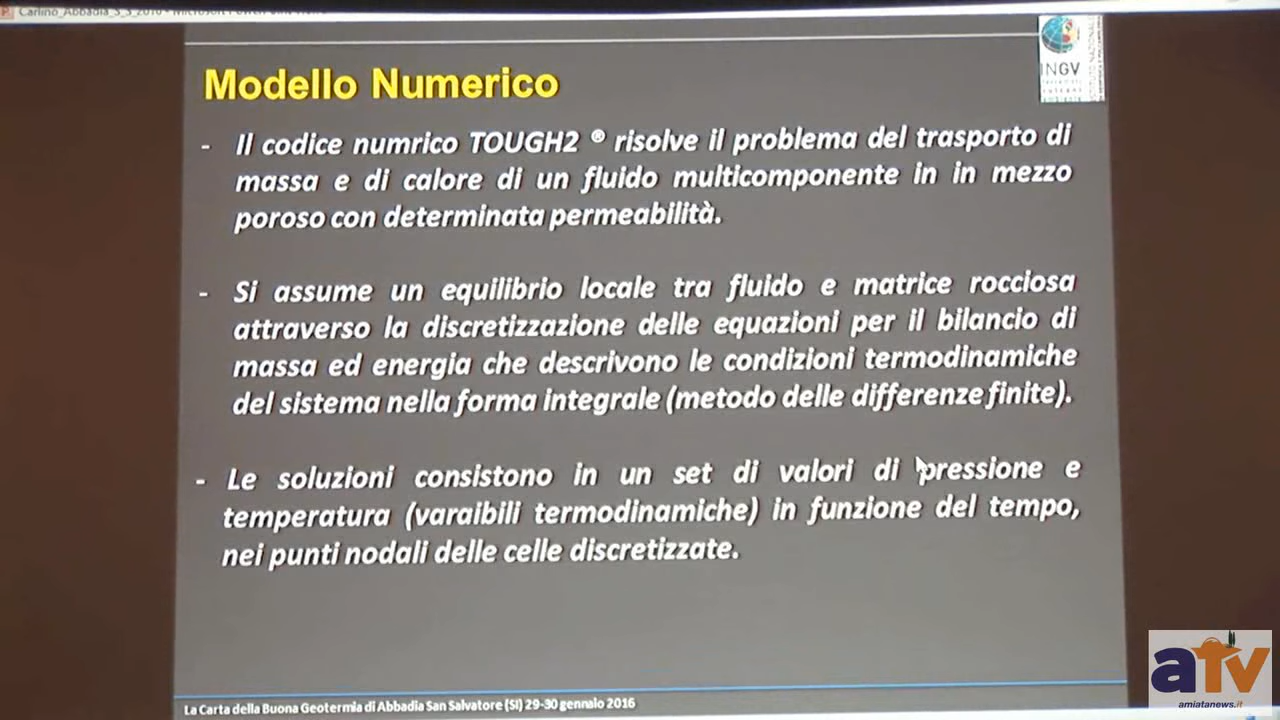 Modello Numerico
INGV
- Il codice numrico TOUGH2 ® risolve il problema del trasporto di
massa e di calore di un fluido multicomponente in in mezzo
poroso con determinata permeabilità.
- Si assume un equilibrio locale tra fluido e matrice rocciosa
attraverso la discretizzazione delle equazioni per il bilancio di
massa ed energia che descrivono le condizioni termodinamiche
del sistema nella forma integrale (metodo delle differenze finite).
- Le soluzioni consistono in un set di valori di pressione e
temperatura (varaibili termodinamiche) in funzione del tempo,
nei punti nodali delle celle discretizzate.
La Carta della Buona Geotermia di Abbadia San Salvatore (SI) 29-30 gennaio 2016
aTv
amiatanews.it